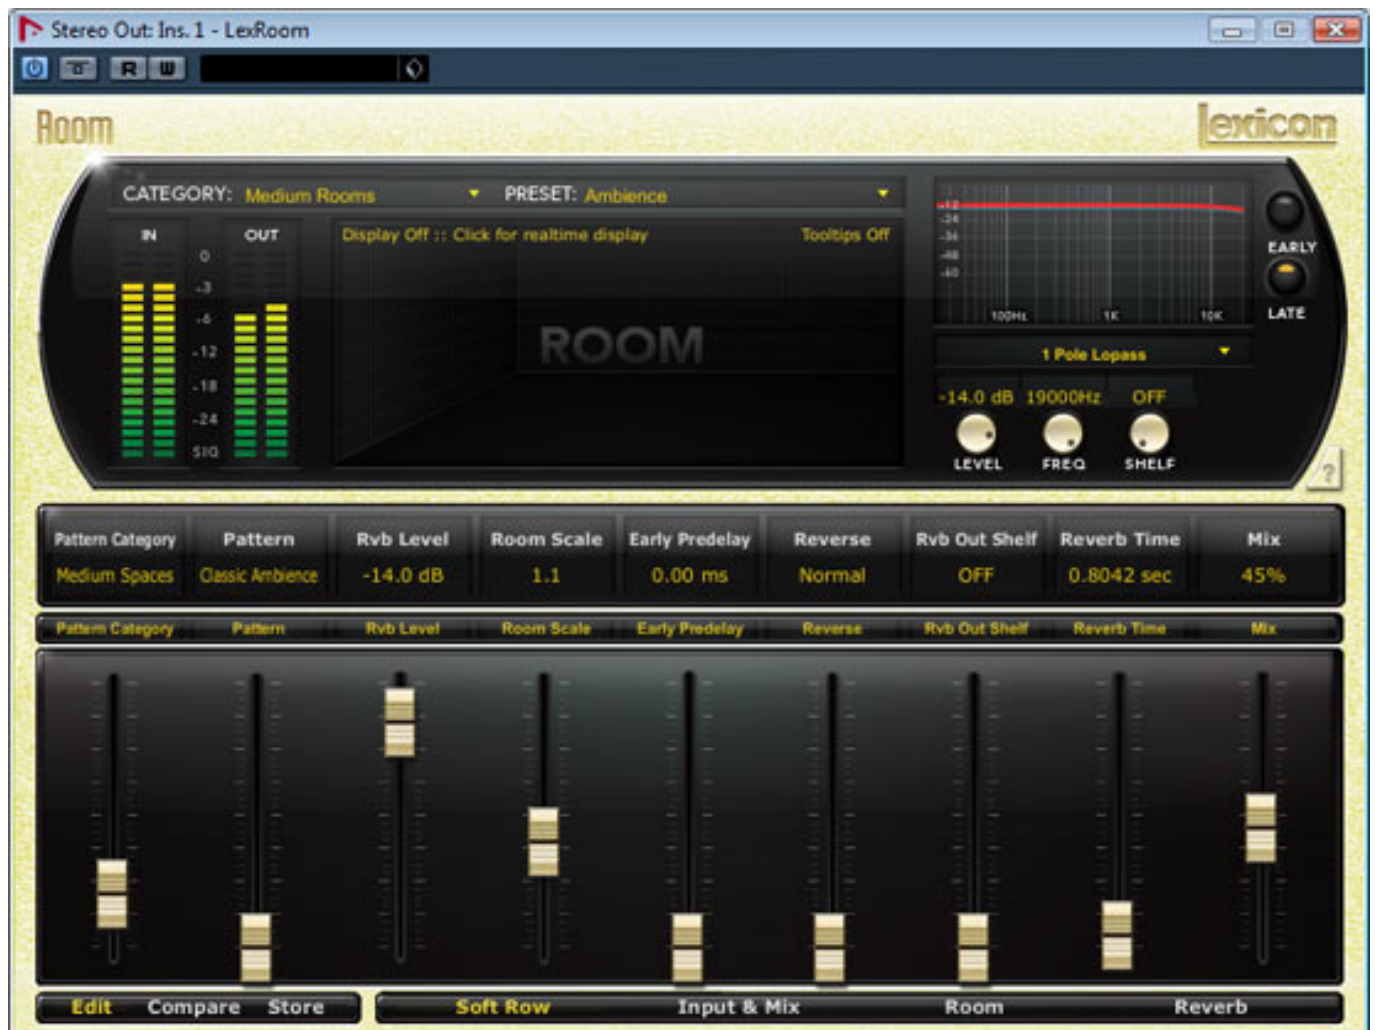 Stereo Out: Ins. 1 - LexRoom
R W
Room
Lexicon
CATEGORY: Medium Rooms PRESET: Ambience
IN OUT
Display Off :: Click for realtime display Tooltips Off
0
-3
-6
-12
-18
-24
SIG
ROOM
-12
-24
-36
-48
-60
100Hz 1K 10K
EARLY
LATE
1 Pole Lopass
-14.0 dB 19000Hz OFF
LEVEL FREQ SHELF
?
Pattern Category Pattern Rvb Level Room Scale Early Predelay Reverse Rvb Out Shelf Reverb Time Mix
Medium Spaces Classic Ambience -14.0 dB 1.1 0.00 ms Normal OFF 0.8042 sec 45%
Pattern Category Pattern Rvb Level Room Scale Early Predelay Reverse Rvb Out Shelf Reverb Time Mix
Edit Compare Store Soft Row Input & Mix Room Reverb